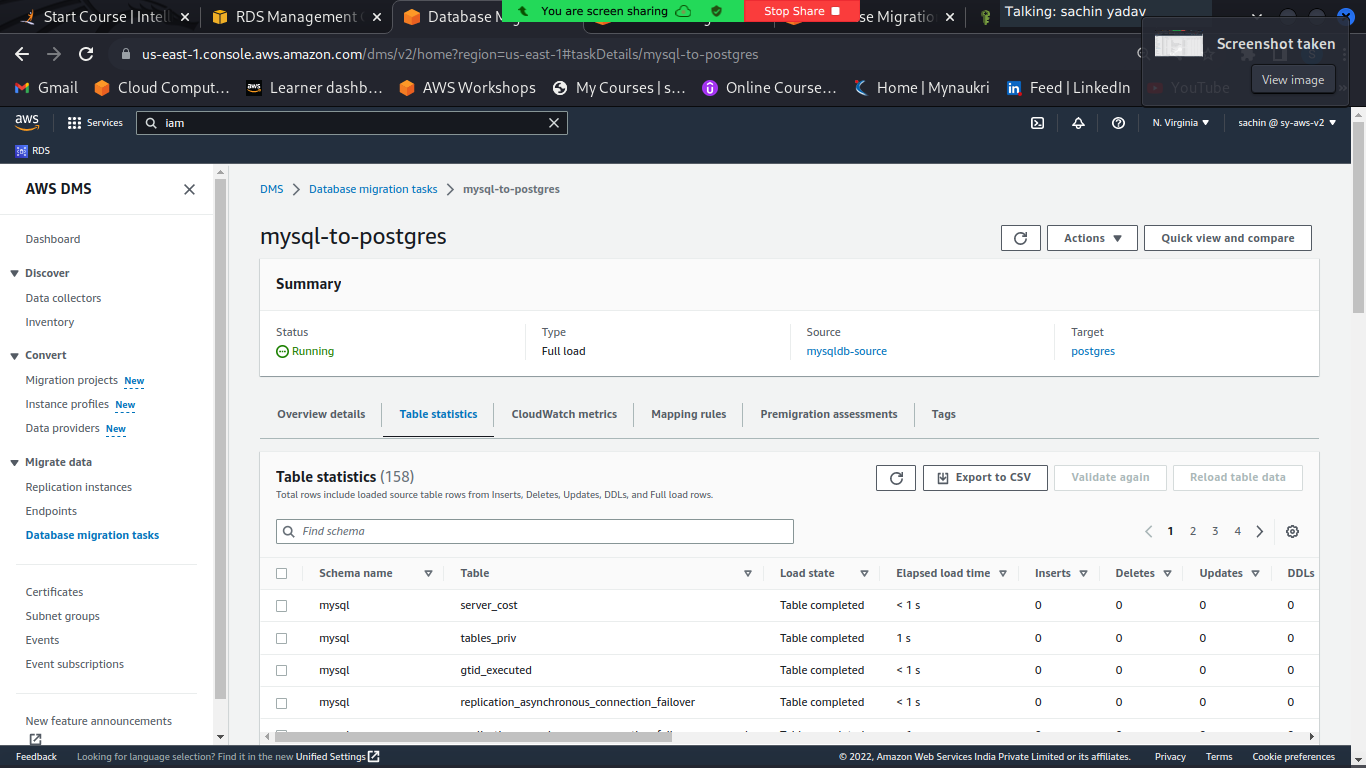 Start Course | Intell
RDS Management C
Database M
You are screen sharing
Stop Share
ase Migratio
Talking: sachin yadav
us-east-1.console.aws.amazon.com/dms/v2/home?region=us-east-1#taskDetails/mysql-to-postgres
Screenshot taken
View image
Gmail
Cloud Comput…
Learner dashb…
AWS Workshops
My Courses | s…
Online Course…
Home | Mynaukri
Feed | LinkedIn
YouTube
aws
Services
iam
N. Virginia
sachin @ sy-aws-v2
RDS
AWS DMS
Dashboard
Discover
Data collectors
Inventory
Convert
Migration projects New
Instance profiles New
Data providers New
Migrate data
Replication instances
Endpoints
Database migration tasks
Certificates
Subnet groups
Events
Event subscriptions
New feature announcements
DMS > Database migration tasks > mysql-to-postgres
mysql-to-postgres
Actions
Quick view and compare
Summary
Status Type Source Target
Running Full load mysqldb-source postgres
Overview details Table statistics CloudWatch metrics Mapping rules Premigration assessments Tags
Table statistics (158)
Total rows include loaded source table rows from Inserts, Deletes, Updates, DDLs, and Full load rows.
Export to CSV
Validate again
Reload table data
Find schema
1 2 3 4
Schema name Table Load state Elapsed load time Inserts Deletes Updates DDLs
mysql server_cost Table completed < 1 s 0 0 0 0
mysql tables_priv Table completed 1 s 0 0 0 0
mysql gtid_executed Table completed < 1 s 0 0 0 0
mysql replication_asynchronous_connection_failover Table completed < 1 s 0 0 0 0
Feedback
Looking for language selection? Find it in the new Unified Settings
© 2022, Amazon Web Services India Private Limited or its affiliates.
Privacy
Terms
Cookie preferences